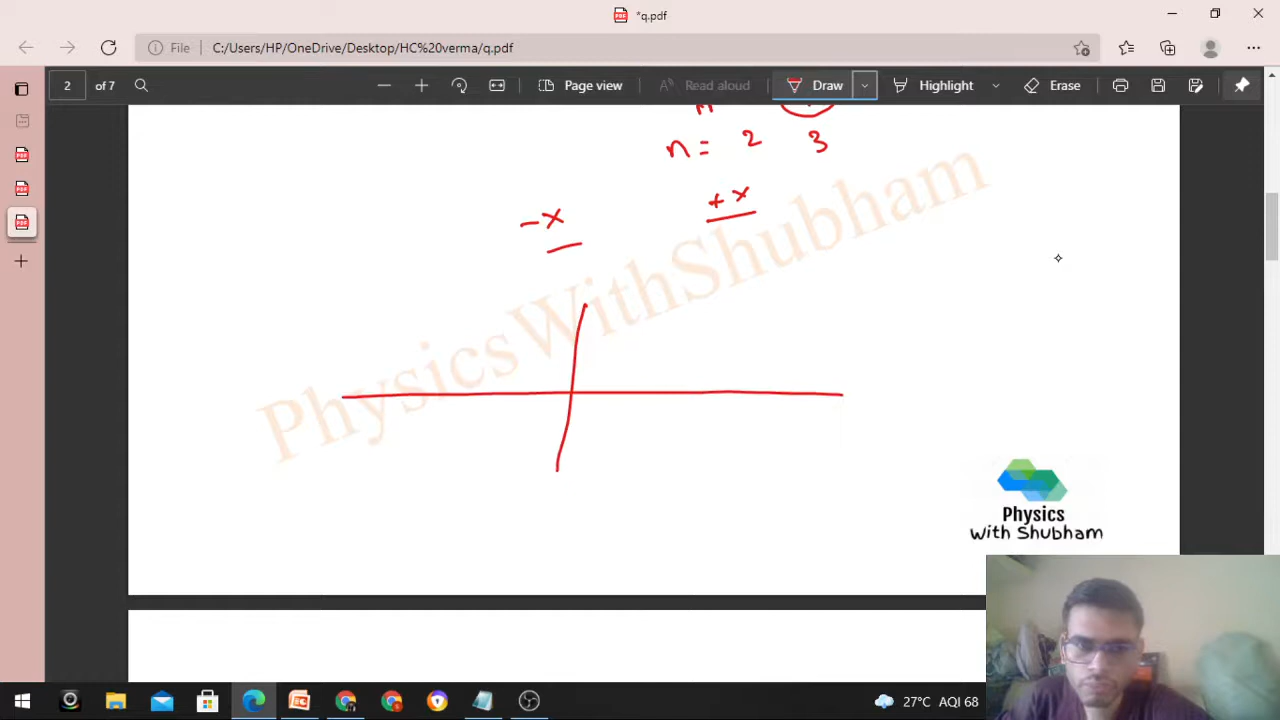 *q.pdf
File C:/Users/HP/OneDrive/Desktop/HC%20verma/q.pdf
2 of 7 Page view Read aloud Draw Highlight Erase
n = 2 3
-x +x
PhysicsWithShubham
Physics
With Shubham
27°C AQI 68